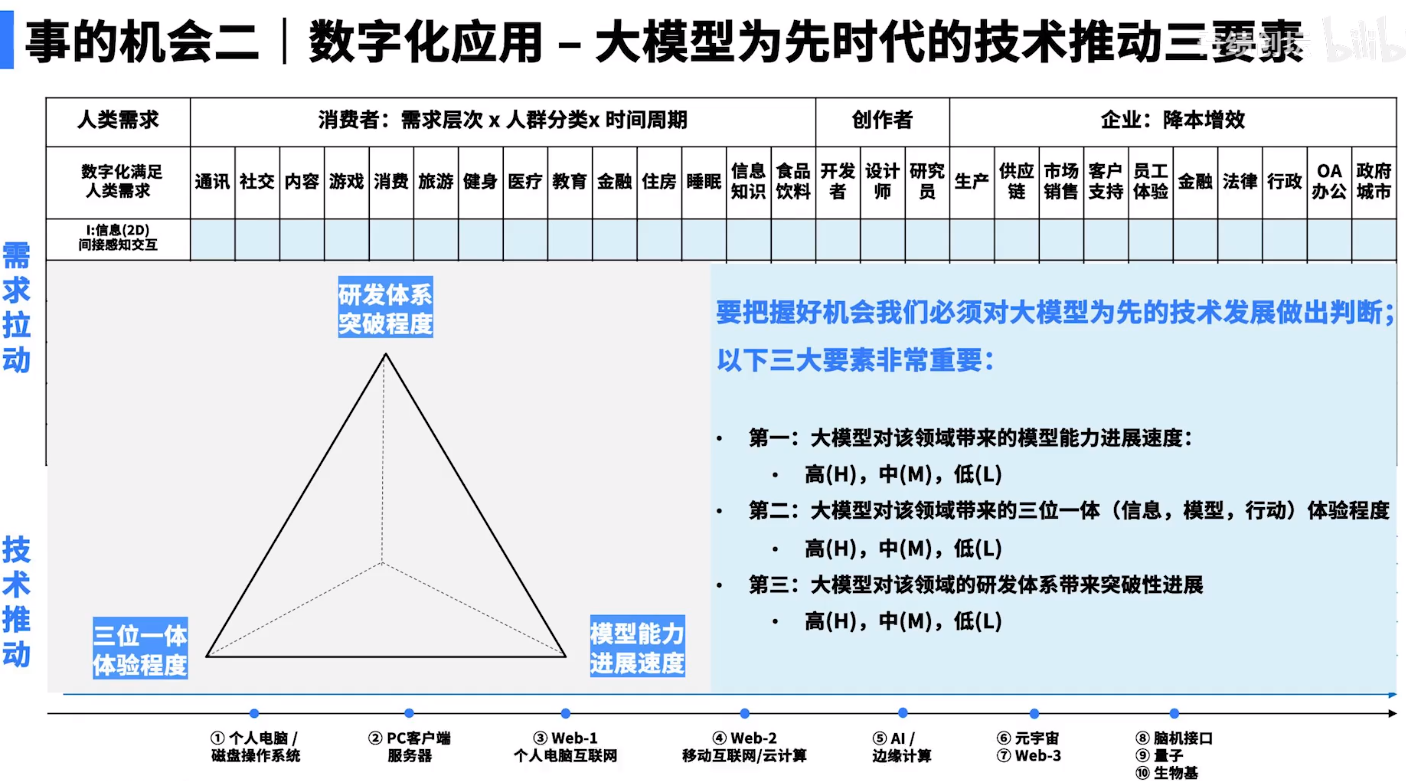 事的机会二｜数字化应用 – 大模型为先时代的技术推动三要素
bilib
人类需求
消费者：需求层次 x 人群分类x 时间周期
创作者
企业：降本增效
数字化满足
人类需求
通讯
社交
内容
游戏
消费
旅游
健身
医疗
教育
金融
住房
睡眠
信息
知识
食品
饮料
开发
者
设计
师
研究
员
生产
供应
链
市场
销售
客户
支持
员工
体验
金融
法律
行政
OA
办公
政府
城市
I:信息(2D)
间接感知交互
需求拉动
技术推动
研发体系
突破程度
三位一体
体验程度
模型能力
进展速度
要把握好机会我们必须对大模型为先的技术发展做出判断；
以下三大要素非常重要：
• 第一：大模型对该领域带来的模型能力进展速度：
• 高(H)，中(M)，低(L)
• 第二：大模型对该领域带来的三位一体（信息，模型，行动）体验程度
• 高(H)，中(M)，低(L)
• 第三：大模型对该领域的研发体系带来突破性进展
• 高(H)，中(M)，低(L)
① 个人电脑 /
磁盘操作系统
② PC客户端
服务器
③ Web-1
个人电脑互联网
④ Web-2
移动互联网/云计算
⑤ AI /
边缘计算
⑥ 元宇宙
⑦ Web-3
⑧ 脑机接口
⑨ 量子
⑩ 生物基